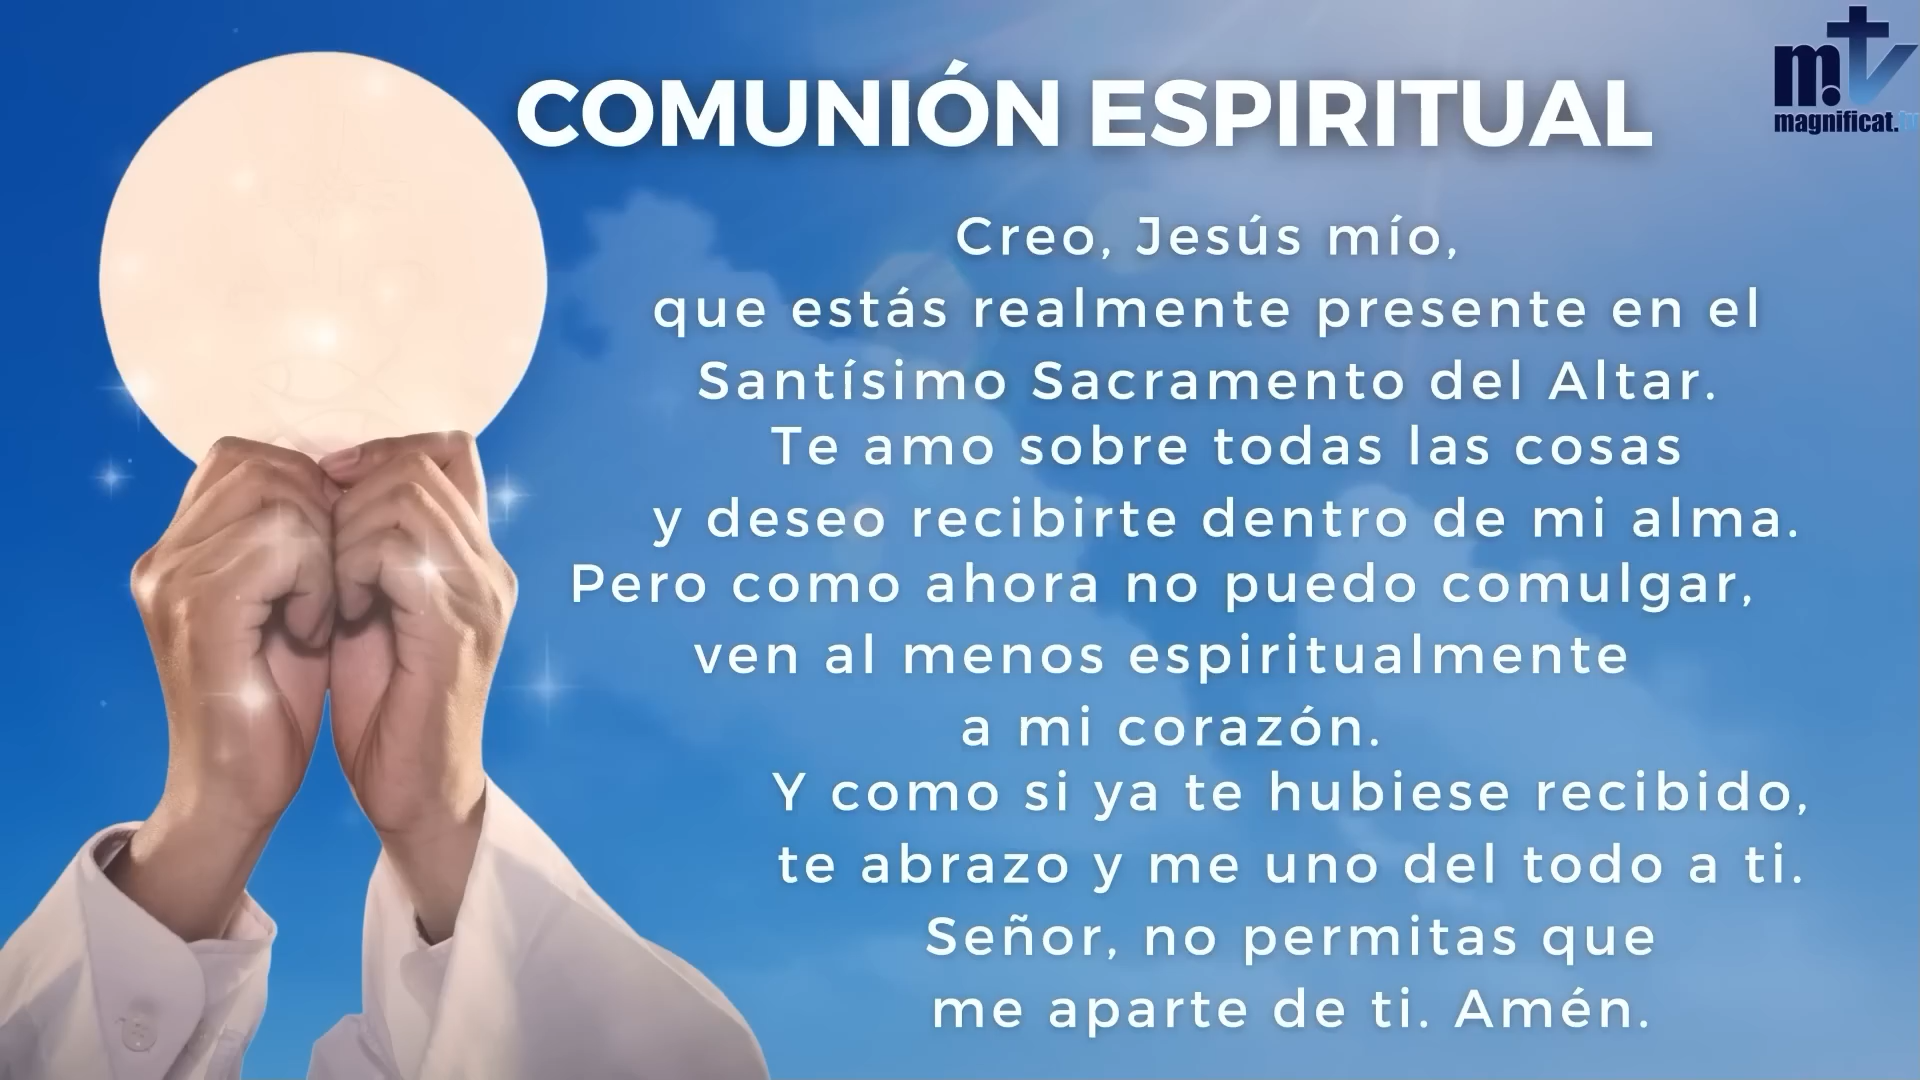 COMUNIÓN ESPIRITUAL
mtv
magnificat.tv
Creo, Jesús mío,
que estás realmente presente en el
Santísimo Sacramento del Altar.
Te amo sobre todas las cosas
y deseo recibirte dentro de mi alma.
Pero como ahora no puedo comulgar,
ven al menos espiritualmente
a mi corazón.
Y como si ya te hubiese recibido,
te abrazo y me uno del todo a ti.
Señor, no permitas que
me aparte de ti. Amén.